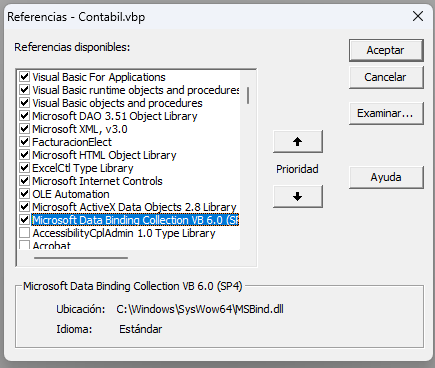 Referencias - Contabil.vbp
Referencias disponibles:
Visual Basic For Applications
Visual Basic runtime objects and procedures
Visual Basic objects and procedures
Microsoft DAO 3.51 Object Library
Microsoft XML, v3.0
FacturacionElect
Microsoft HTML Object Library
ExcelCtl Type Library
Microsoft Internet Controls
OLE Automation
Microsoft ActiveX Data Objects 2.8 Library
Microsoft Data Binding Collection VB 6.0 (SP4
AccessibilityCplAdmin 1.0 Type Library
Acrobat
Prioridad
Aceptar
Cancelar
Examinar...
Ayuda
Microsoft Data Binding Collection VB 6.0 (SP4)
Ubicación: C:\Windows\SysWow64\MSBind.dll
Idioma: Estándar